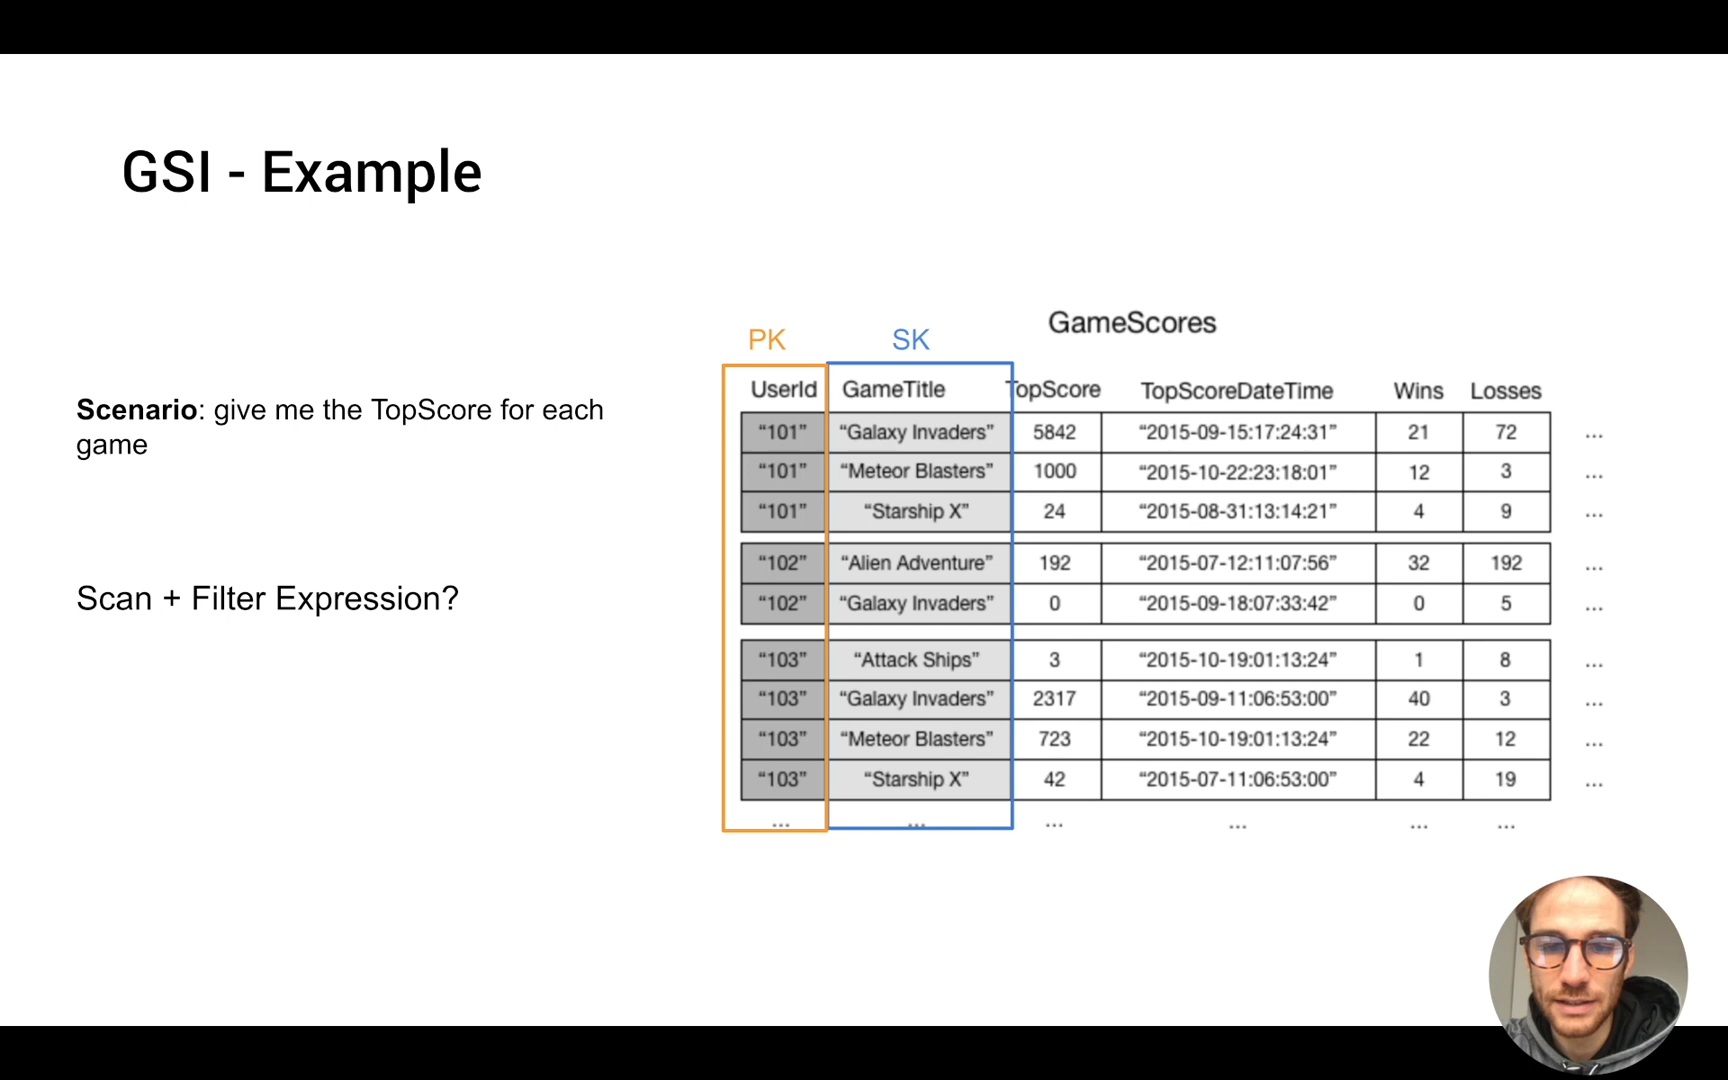 GSI - Example
Scenario: give me the TopScore for each
game
Scan + Filter Expression?
GameScores
PK SK
UserId GameTitle TopScore TopScoreDateTime Wins Losses
“101” “Galaxy Invaders” 5842 “2015-09-15:17:24:31” 21 72 ...
“101” “Meteor Blasters” 1000 “2015-10-22:23:18:01” 12 3 ...
“101” “Starship X” 24 “2015-08-31:13:14:21” 4 9 ...
“102” “Alien Adventure” 192 “2015-07-12:11:07:56” 32 192 ...
“102” “Galaxy Invaders” 0 “2015-09-18:07:33:42” 0 5 ...
“103” “Attack Ships” 3 “2015-10-19:01:13:24” 1 8 ...
“103” “Galaxy Invaders” 2317 “2015-09-11:06:53:00” 40 3 ...
“103” “Meteor Blasters” 723 “2015-10-19:01:13:24” 22 12 ...
“103” “Starship X” 42 “2015-07-11:06:53:00” 4 19 ...
... ... ... ... ... ...